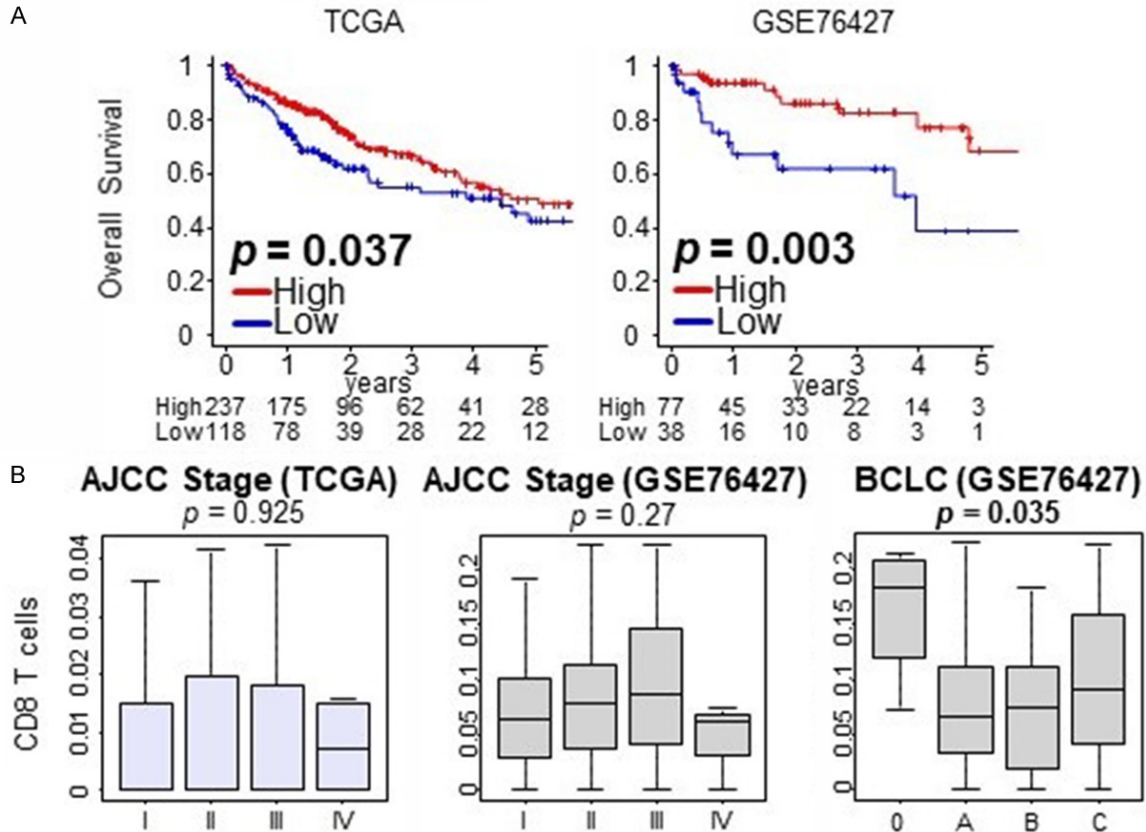 A
TCGA
GSE76427
Overall Survival
1
0.8
0.6
0.4
0.2
0
p = 0.037
High
Low
0 1 2 3 4 5
years
High 237 175 96 62 41 28
Low 118 78 39 28 22 12
1
0.8
0.6
0.4
0.2
0
p = 0.003
High
Low
0 1 2 3 4 5
years
High 77 45 33 22 14 3
Low 38 16 10 8 3 1
B
AJCC Stage (TCGA)
p = 0.925
CD8 T cells
0.04
0.03
0.02
0.01
0
I II III IV
AJCC Stage (GSE76427)
p = 0.27
0.2
0.15
0.1
0.05
0
I II III IV
BCLC (GSE76427)
p = 0.035
0.2
0.15
0.1
0.05
0
0 A B C